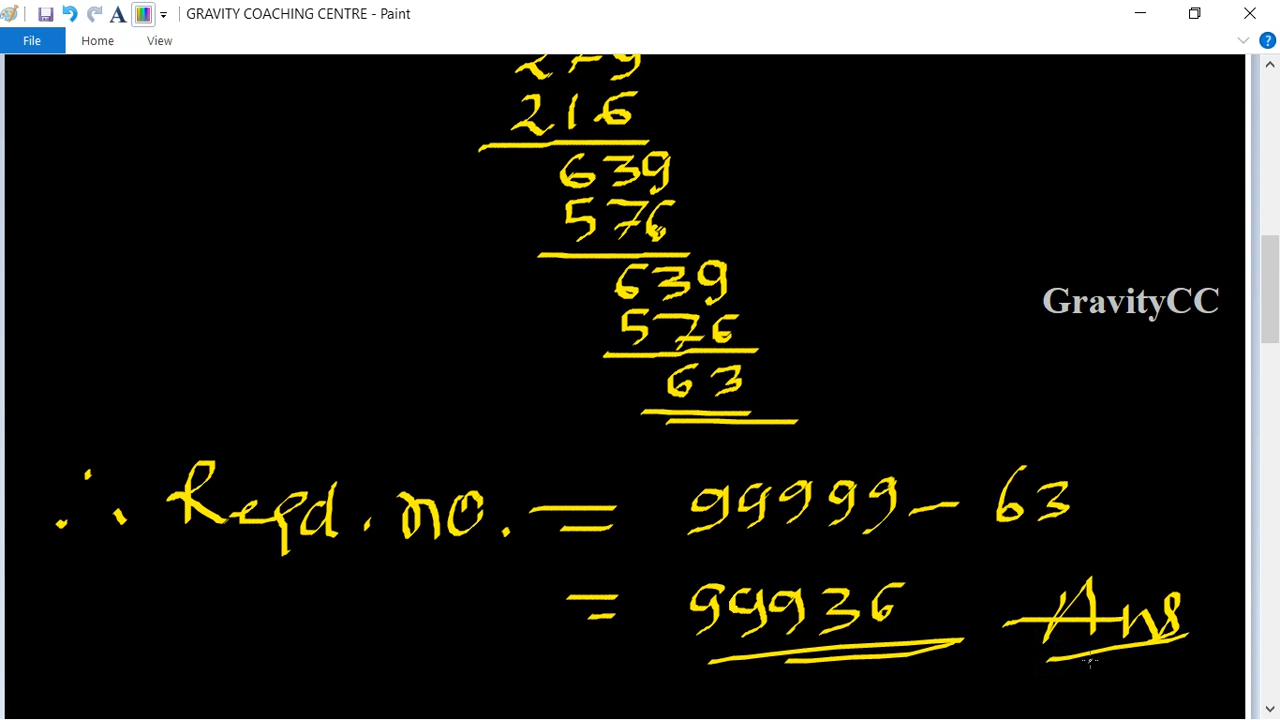 GRAVITY COACHING CENTRE - Paint
File Home View
279
216
639
576
639
576
63
GravityCC
∴ Reqd. no. = 99999 - 63
= 99936 Ans